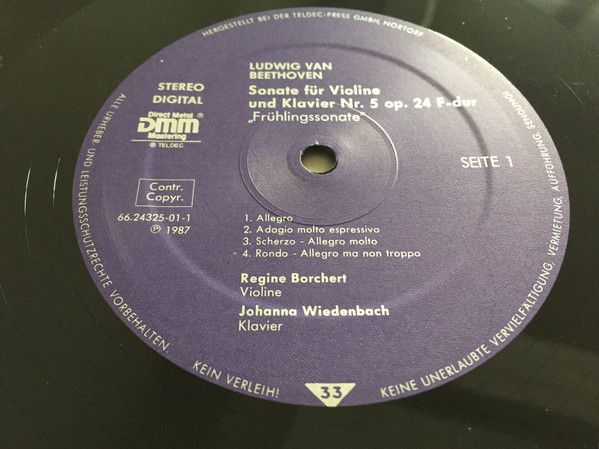 HERGESTELLT BEI DER TELDEC-PRESS GMBH, NORTORF
LUDWIG VAN
BEETHOVEN
Sonate für Violine
und Klavier Nr. 5 op. 24 F-dur
„Frühlingssonate"
STEREO
DIGITAL
Direct Metal ®
DMM
Mastering
℗ TELDEC
Contr.
Copyr.
66.24325-01-1
℗ 1987
SEITE 1
1. Allegro
2. Adagio molto espressivo
3. Scherzo - Allegro molto
4. Rondo - Allegro ma non troppo
Regine Borchert
Violine
Johanna Wiedenbach
Klavier
33
ALLE URHEBER- UND LEISTUNGSSCHUTZRECHTE VORBEHALTEN.
KEIN VERLEIH!
KEINE UNERLAUBTE VERVIELFÄLTIGUNG, VERMIETUNG, AUFFÜHRUNG, SENDUNG!